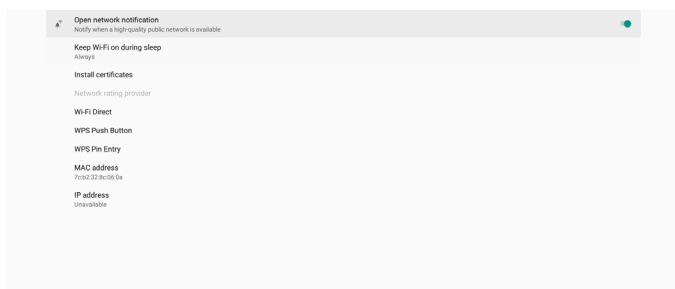 Open network notification
Notify when a high-quality public network is available
Keep Wi-Fi on during sleep
Always
Install certificates
Network rating provider
Wi-Fi Direct
WPS Push Button
WPS Pin Entry
MAC address
7c:b2:32:8c:06:0a
IP address
Unavailable